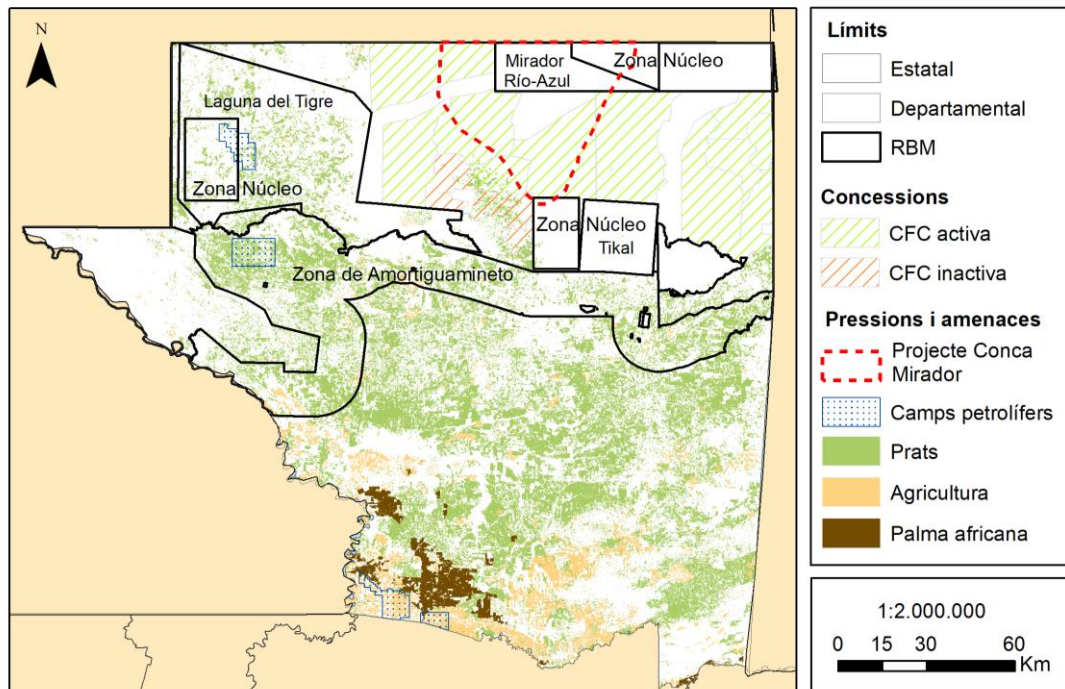 N
Mirador
Río-Azul
Zona Núcleo
Laguna del Tigre
Zona Núcleo
Zona Núcleo
Tikal
Zona de Amortiguamineto
Límits
Estatal
Departamental
RBM
Concessions
CFC activa
CFC inactiva
Pressions i amenaces
Projecte Conca
Mirador
Camps petrolífers
Prats
Agricultura
Palma africana
1:2.000.000
0 15 30 60
Km